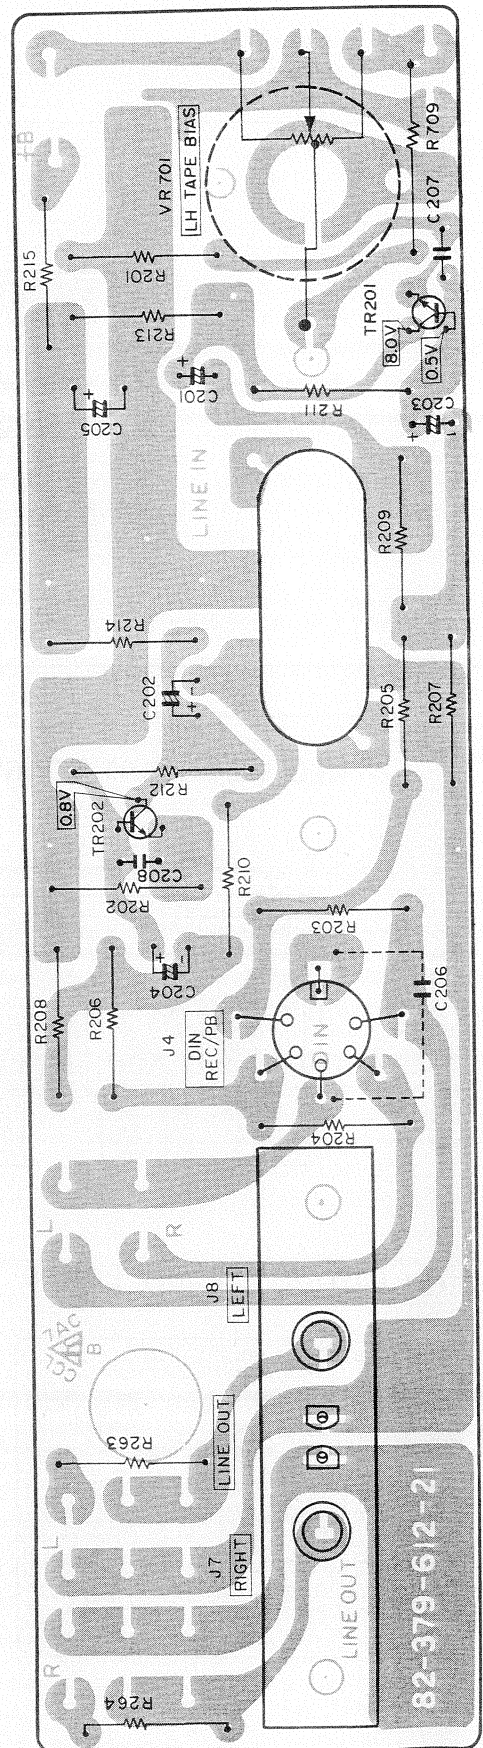 +B
VR701
LH TAPE BIAS
R709
C207
R215
R201
R213
TR201
8.0V
0.5V
C201
R211
C203
C205
LINE IN
R209
R214
C202
R205
R207
R212
0.8V
TR202
C208
R202
R210
R203
C204
R208
R206
J4
DIN
REC/PB
DIN
C206
R204
L
R
J8
LEFT
B
R263
LINE OUT
L
J7
RIGHT
LINE OUT
82-379-612-21
R
R264